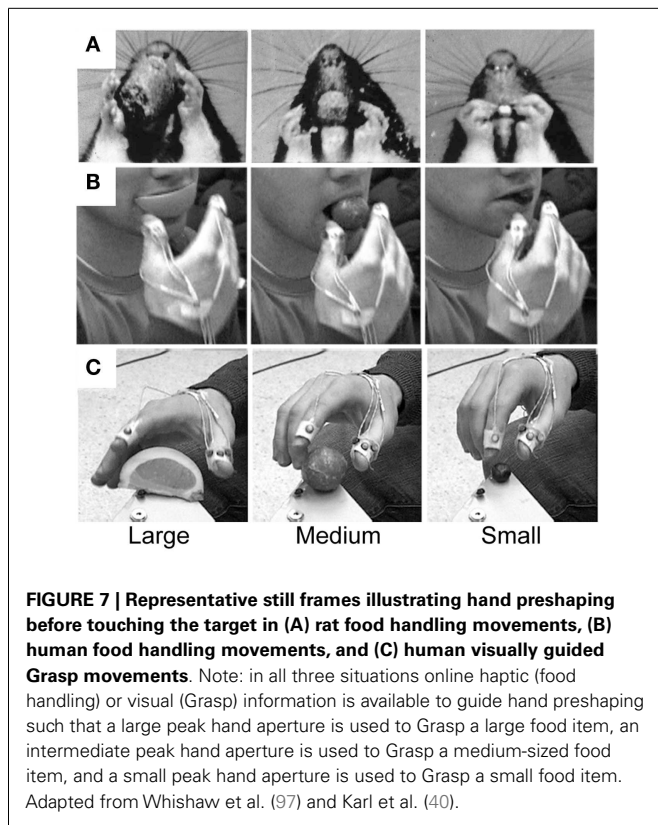 A
B
C
Large Medium Small
FIGURE 7 | Representative still frames illustrating hand preshaping
before touching the target in (A) rat food handling movements, (B)
human food handling movements, and (C) human visually guided
Grasp movements. Note: in all three situations online haptic (food
handling) or visual (Grasp) information is available to guide hand preshaping
such that a large peak hand aperture is used to Grasp a large food item, an
intermediate peak hand aperture is used to Grasp a medium-sized food
item, and a small peak hand aperture is used to Grasp a small food item.
Adapted from Whishaw et al. (97) and Karl et al. (40).